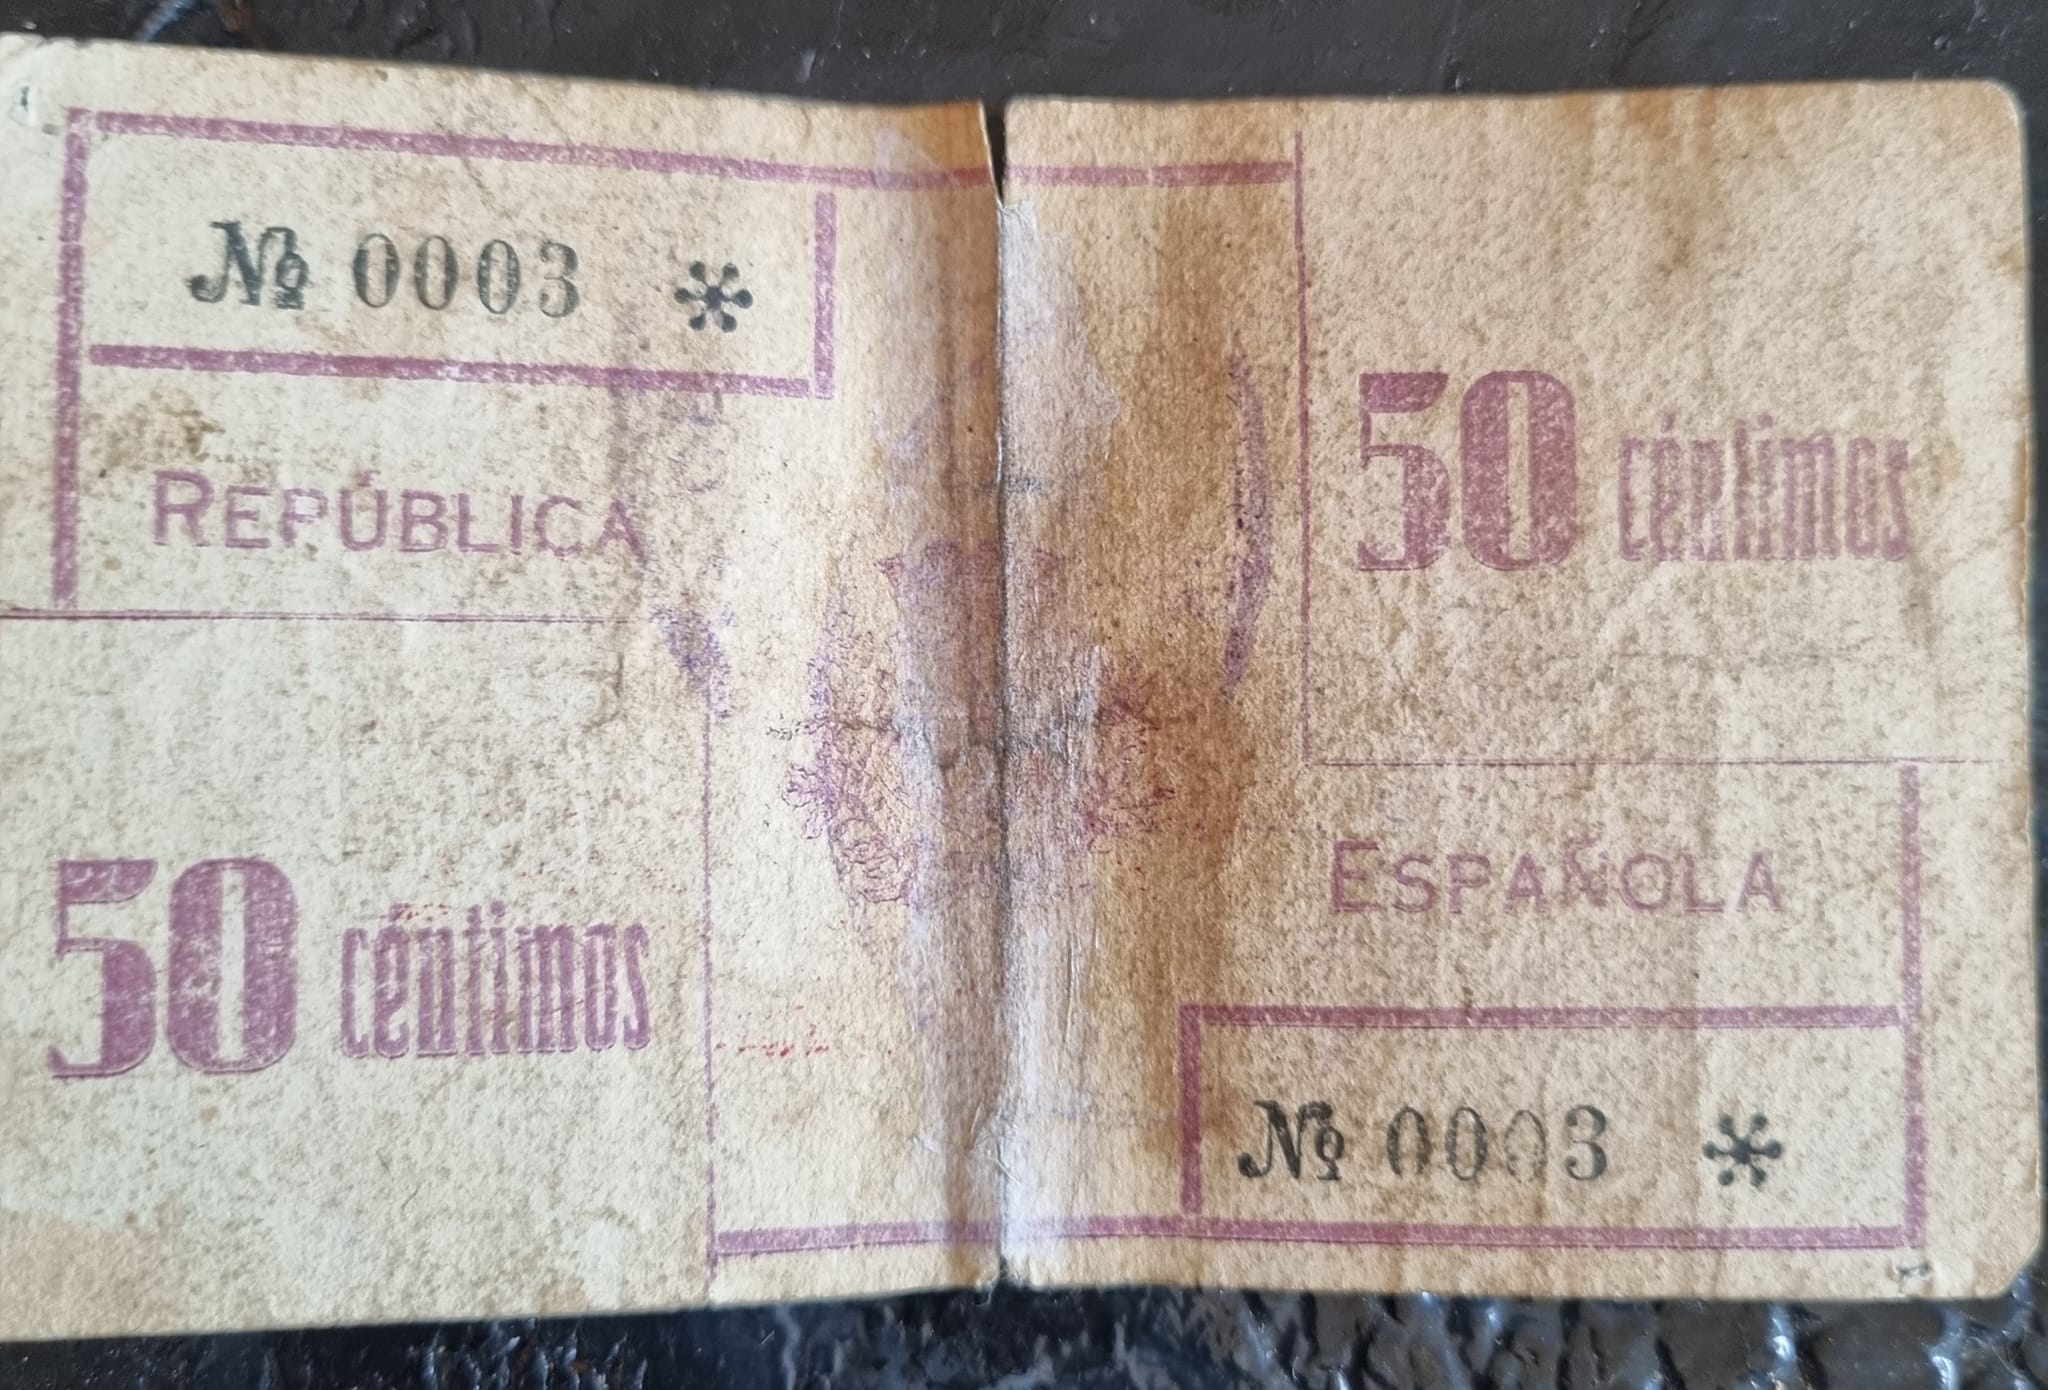 Nº 0003 *
REPÚBLICA
50 céntimos
50 céntimos
ESPAÑOLA
Nº 0003 *